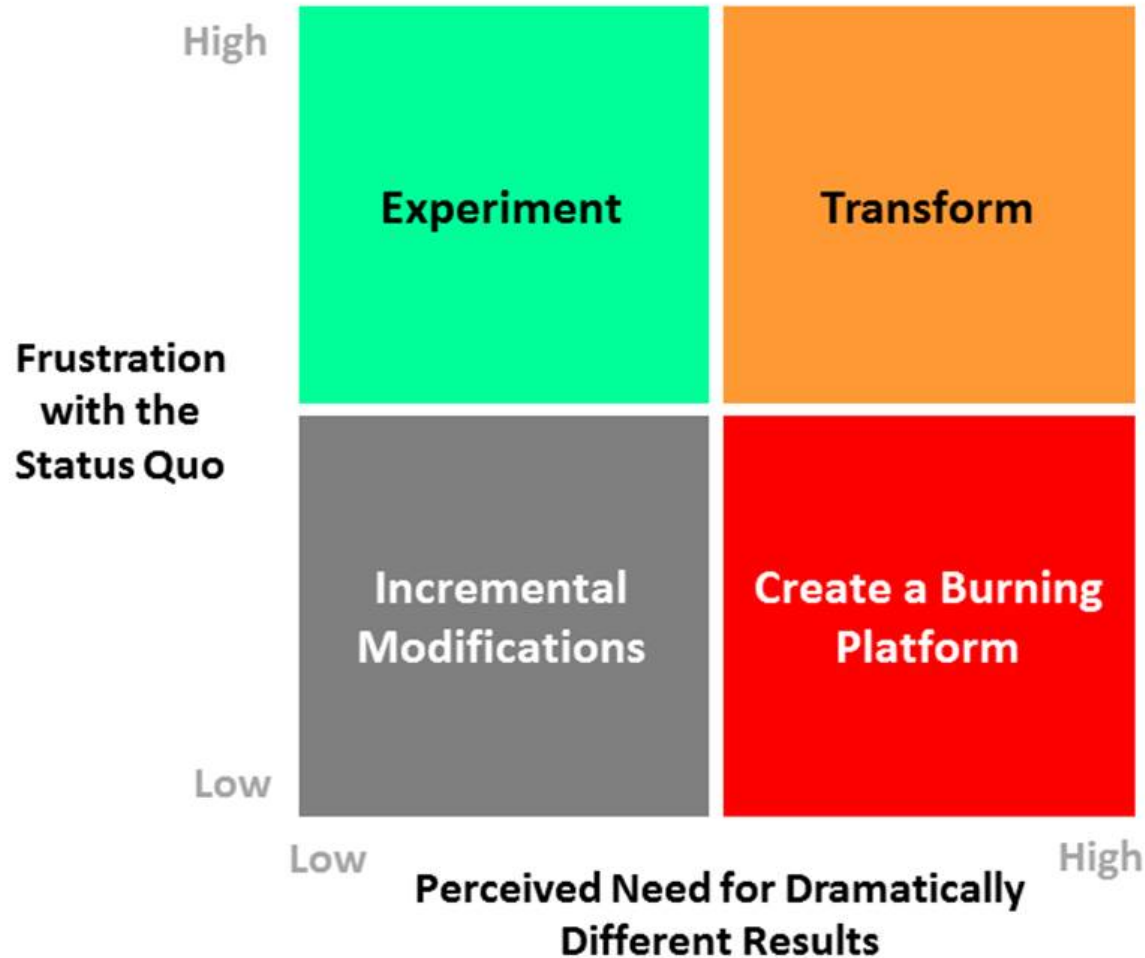 High
Experiment
Transform
Frustration
with the
Status Quo
Incremental
Modifications
Create a Burning
Platform
Low
Low
High
Perceived Need for Dramatically
Different Results